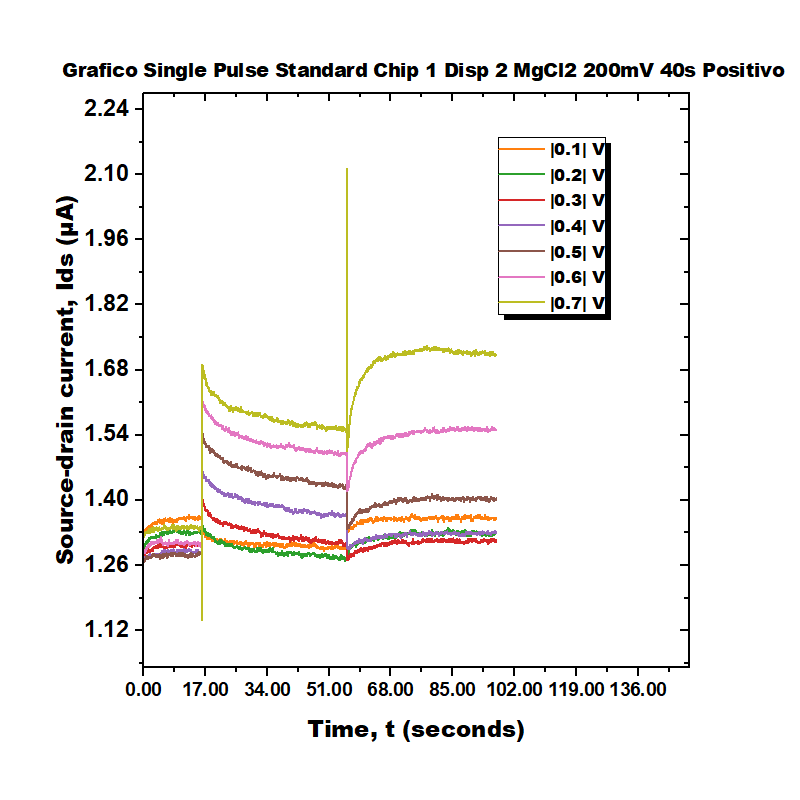 Grafico Single Pulse Standard Chip 1 Disp 2 MgCl2 200mV 40s Positivo
2.24
2.10
1.96
1.82
1.68
1.54
1.40
1.26
1.12
Source-drain current, Ids (µA)
|0.1| V
|0.2| V
|0.3| V
|0.4| V
|0.5| V
|0.6| V
|0.7| V
0.00 17.00 34.00 51.00 68.00 85.00 102.00 119.00 136.00
Time, t (seconds)